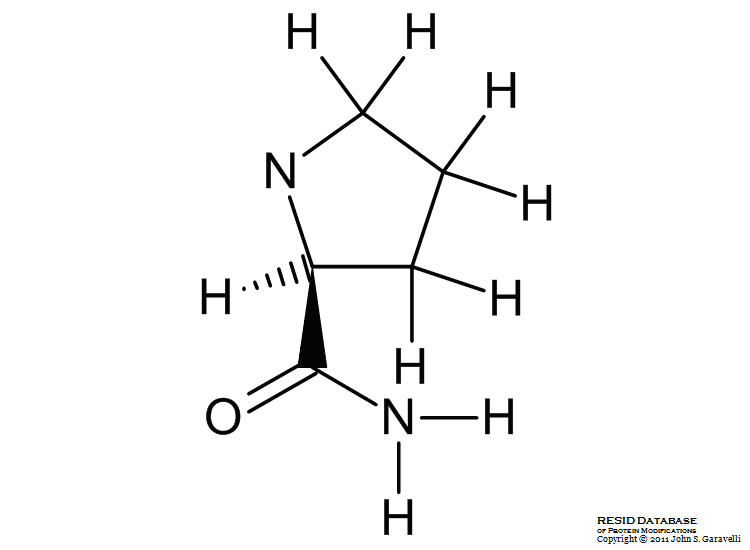 H H
H
N
H
H H
H
O N H
H
RESID DATABASE
OF PROTEIN MODIFICATIONS
Copyright © 2011 John S. Garavelli